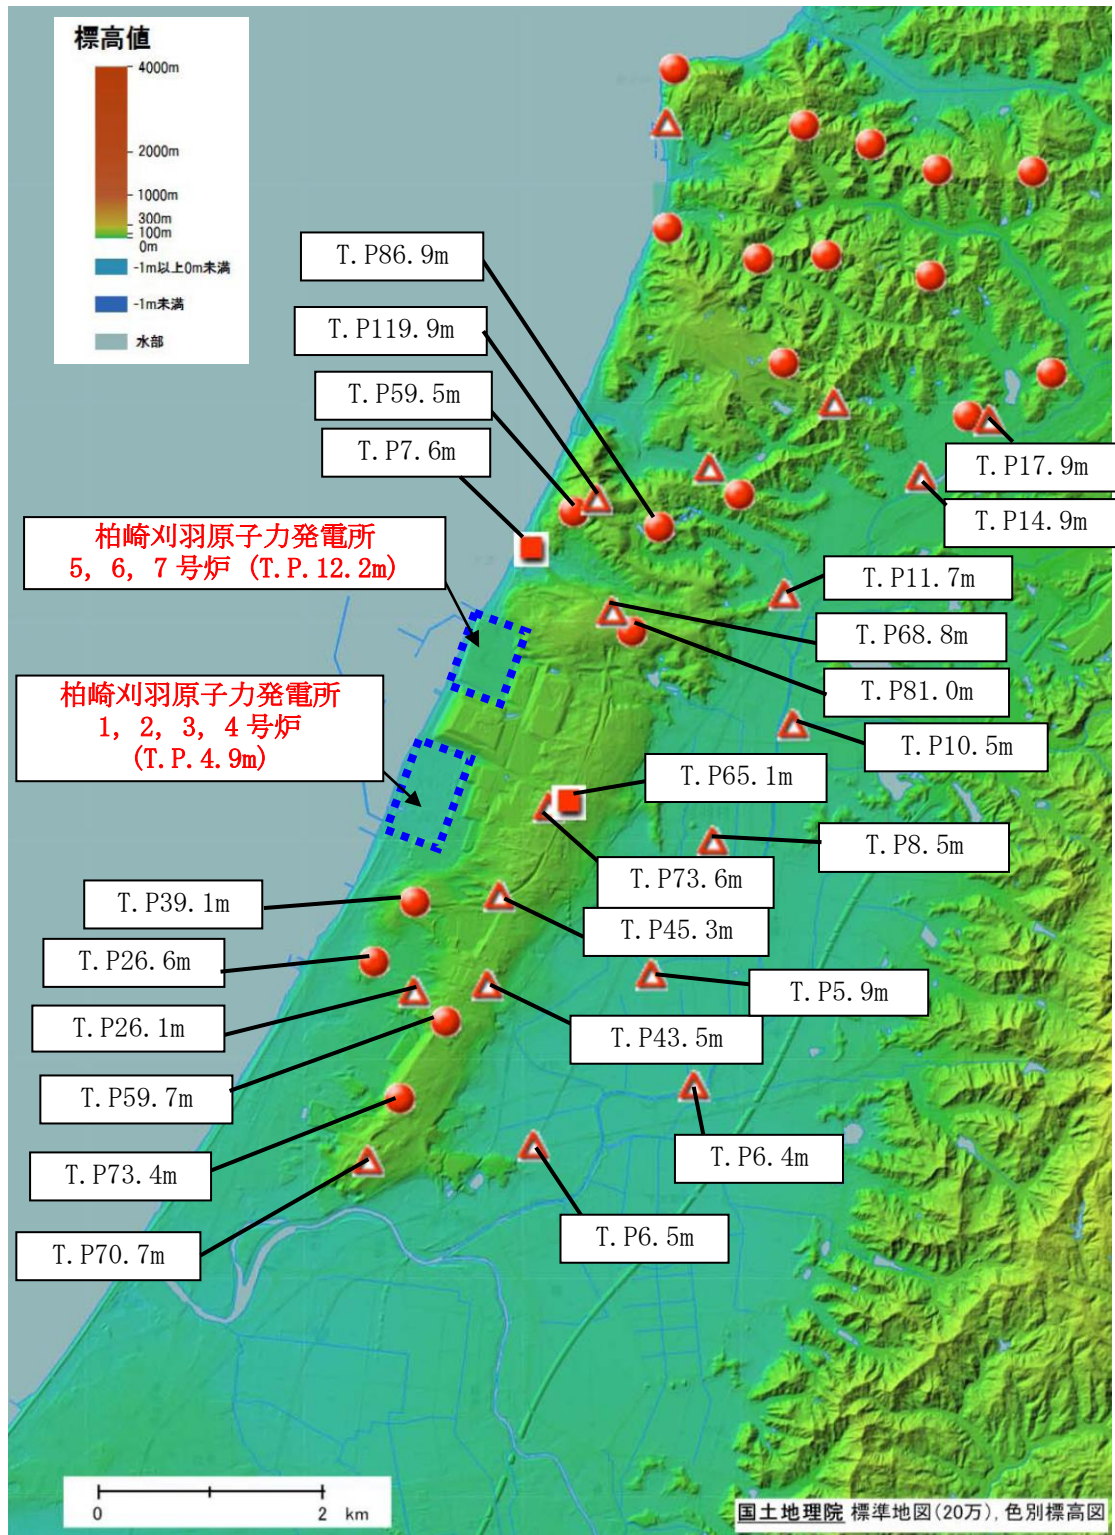 標高値
4000m
2000m
1000m
300m
100m
0m
-1m以上0m未満
-1m未満
水部
T.P86.9m
T.P119.9m
T.P59.5m
T.P7.6m
柏崎刈羽原子力発電所
5, 6, 7 号炉 (T.P.12.2m)
柏崎刈羽原子力発電所
1, 2, 3, 4 号炉
(T.P.4.9m)
T.P17.9m
T.P14.9m
T.P11.7m
T.P68.8m
T.P81.0m
T.P10.5m
T.P65.1m
T.P8.5m
T.P73.6m
T.P39.1m
T.P45.3m
T.P26.6m
T.P5.9m
T.P26.1m
T.P43.5m
T.P59.7m
T.P6.4m
T.P73.4m
T.P6.5m
T.P70.7m
0 2 km
国土地理院 標準地図(20万), 色別標高図